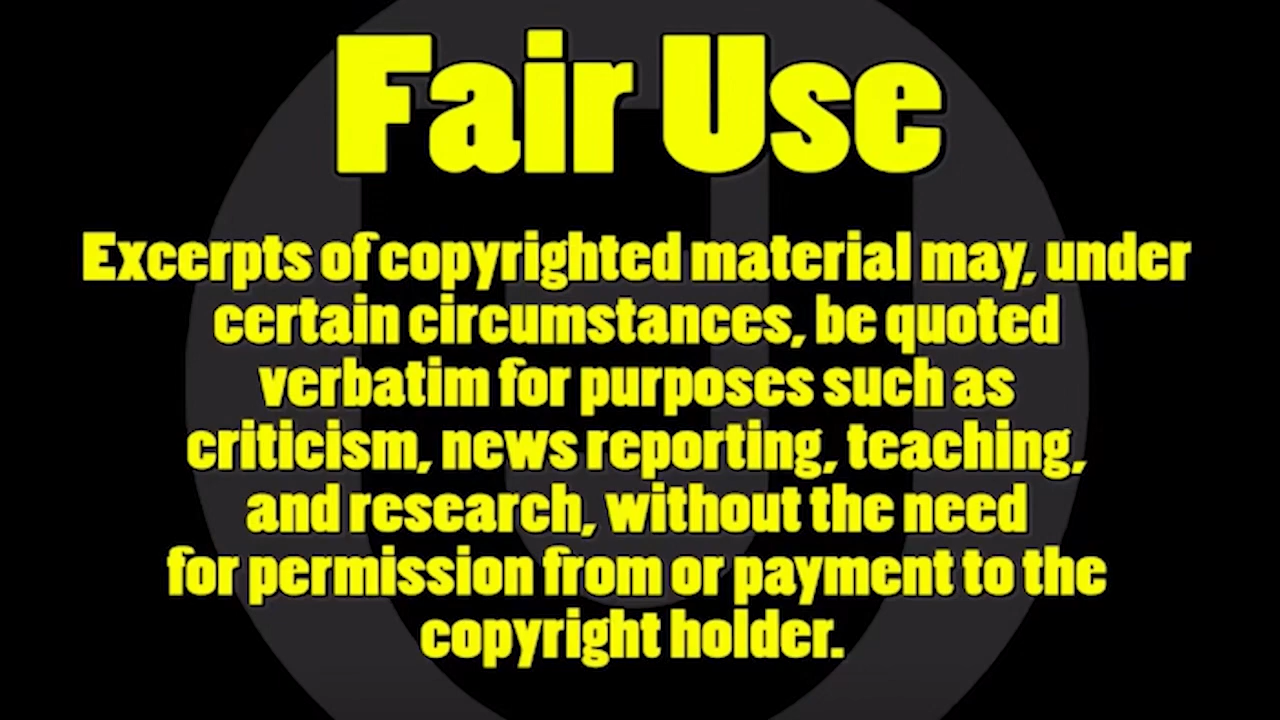 Fair Use
Excerpts of copyrighted material may, under
certain circumstances, be quoted
verbatim for purposes such as
criticism, news reporting, teaching,
and research, without the need
for permission from or payment to the
copyright holder.